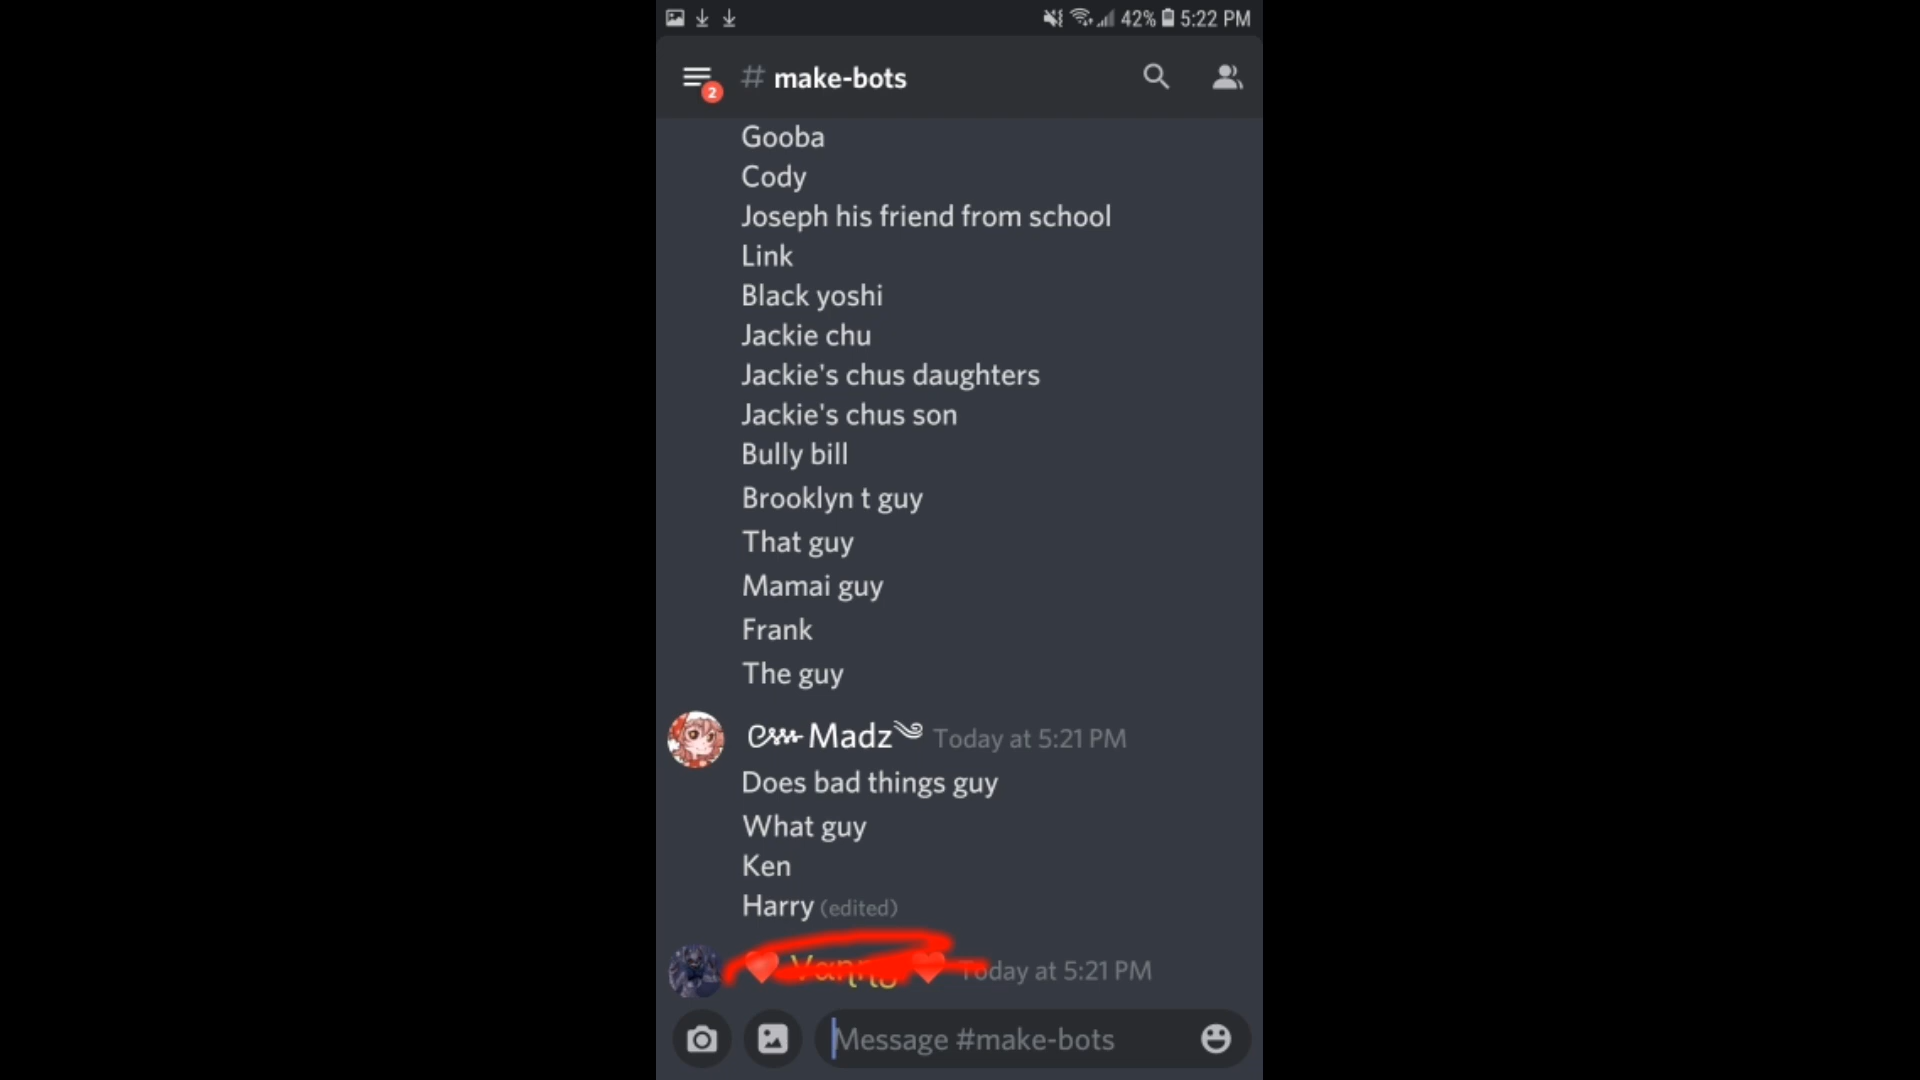 42% 5:22 PM
2
# make-bots
Gooba
Cody
Joseph his friend from school
Link
Black yoshi
Jackie chu
Jackie's chus daughters
Jackie's chus son
Bully bill
Brooklyn t guy
That guy
Mamai guy
Frank
The guy
Madz Today at 5:21 PM
Does bad things guy
What guy
Ken
Harry (edited)
Today at 5:21 PM
Message #make-bots